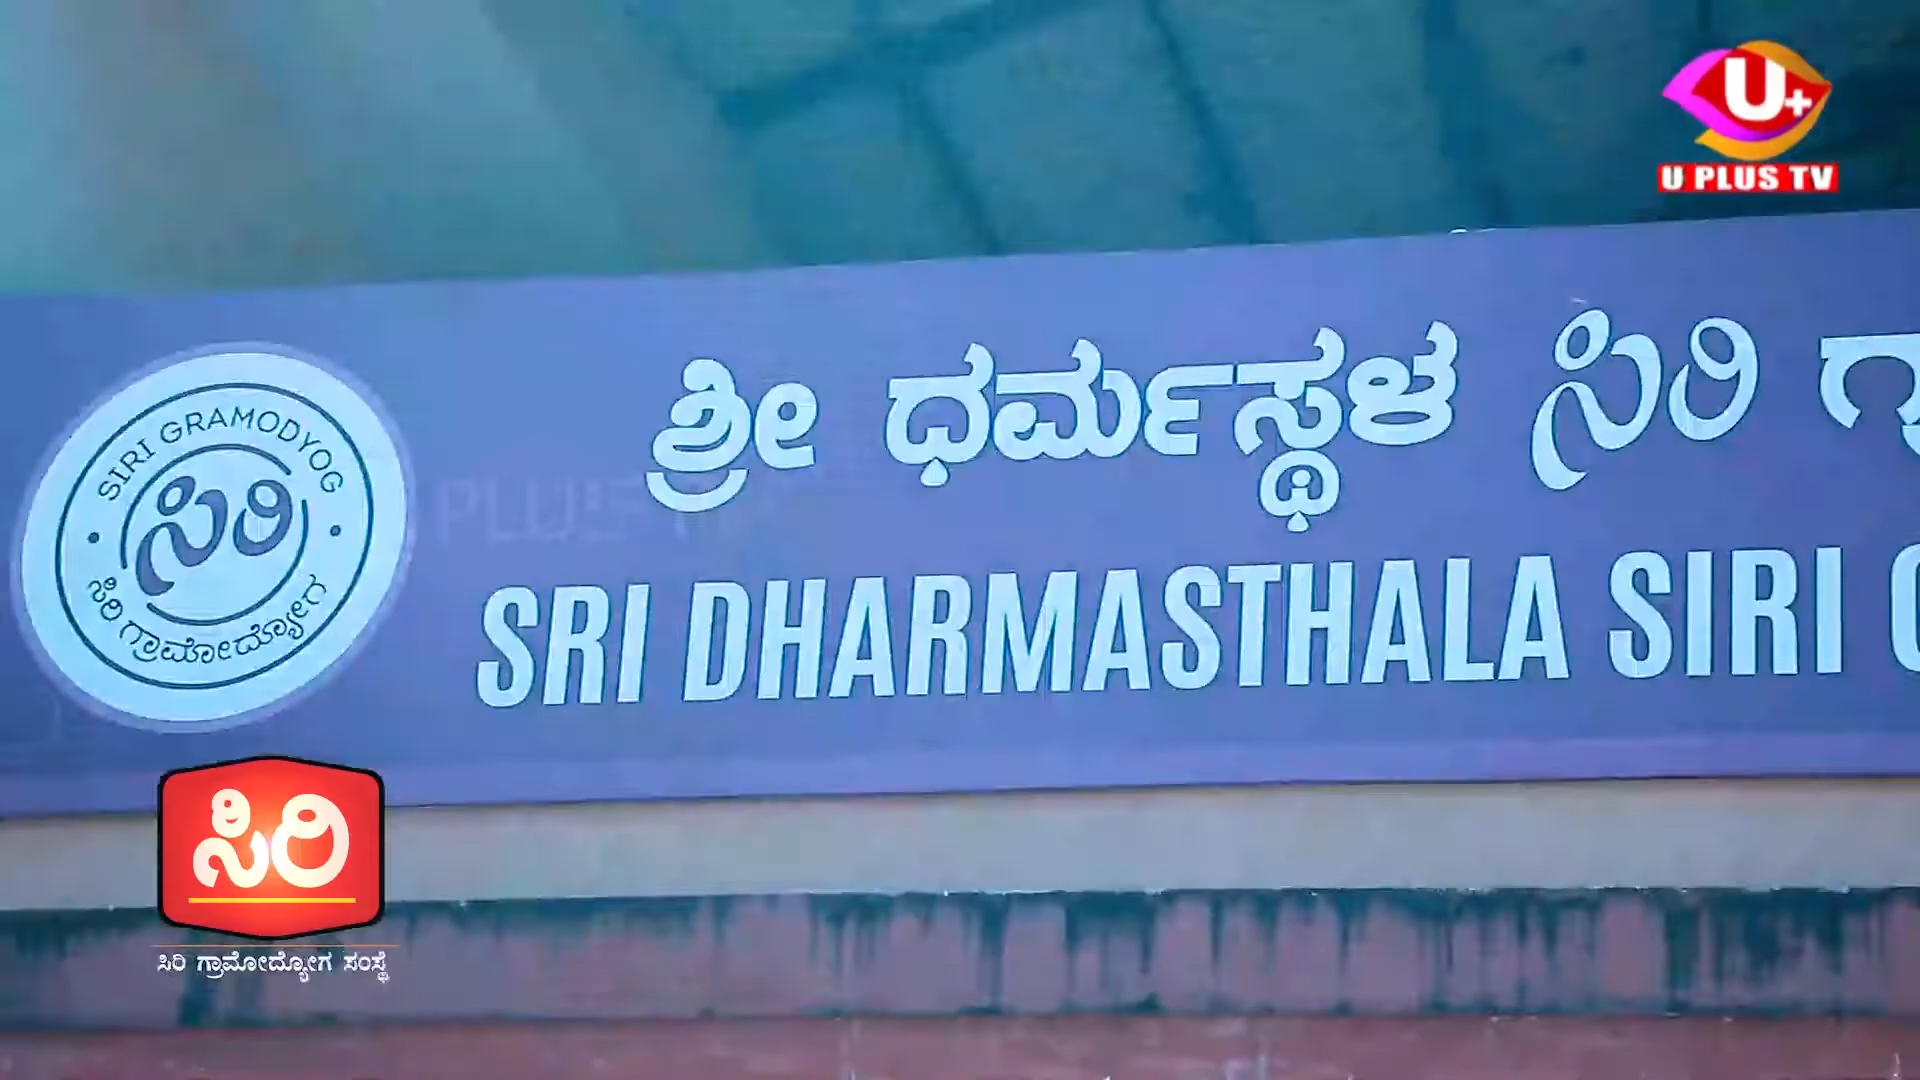 U+
U PLUS TV
ಶ್ರೀ ಧರ್ಮಸ್ಥಳ ಸಿರಿ
SRI DHARMASTHALA SIRI
SIRI GRAMODYOG
ಸಿರಿ
ಸಿರಿ ಗ್ರಾಮೋದ್ಯೋಗ
ಸಿರಿ
ಸಿರಿ ಗ್ರಾಮೋದ್ಯೋಗ ಸಂಸ್ಥೆ